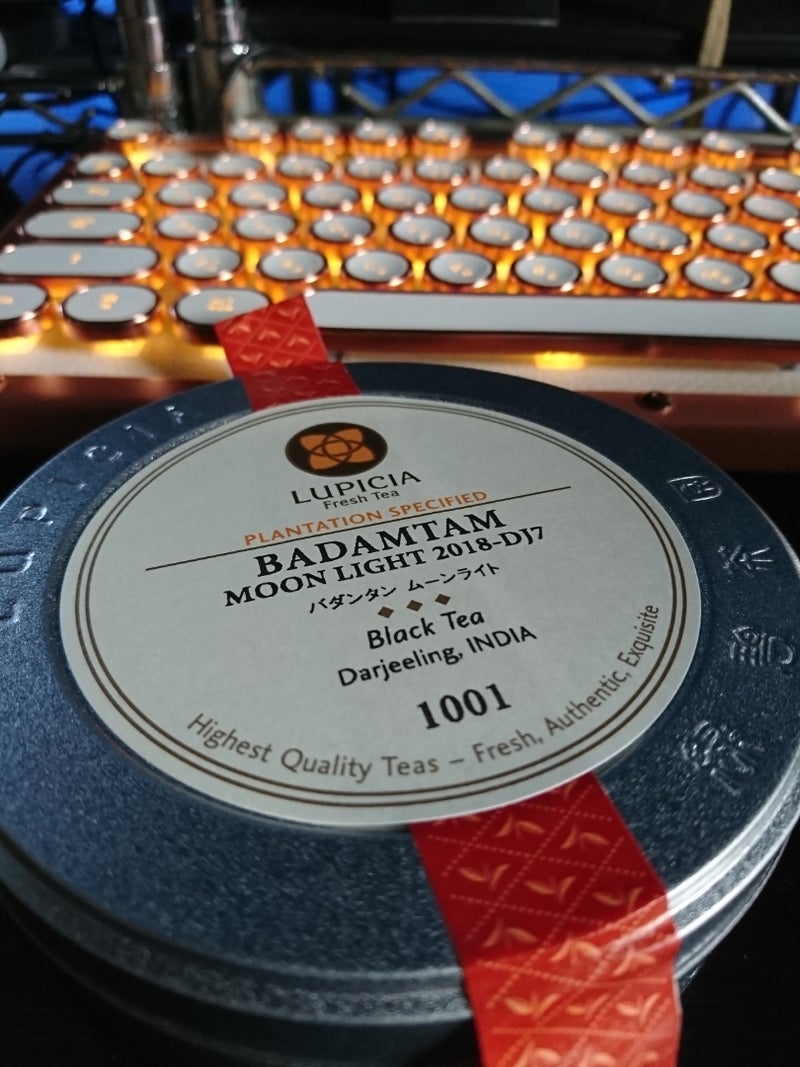 LUPICIA
LUPICIA
Fresh Tea
PLANTATION SPECIFIED
BADAMTAM
MOON LIGHT 2018-DJ7
バダンタン ムーンライト
Black Tea
Darjeeling, INDIA
1001
Highest Quality Teas – Fresh, Authentic, Exquisite